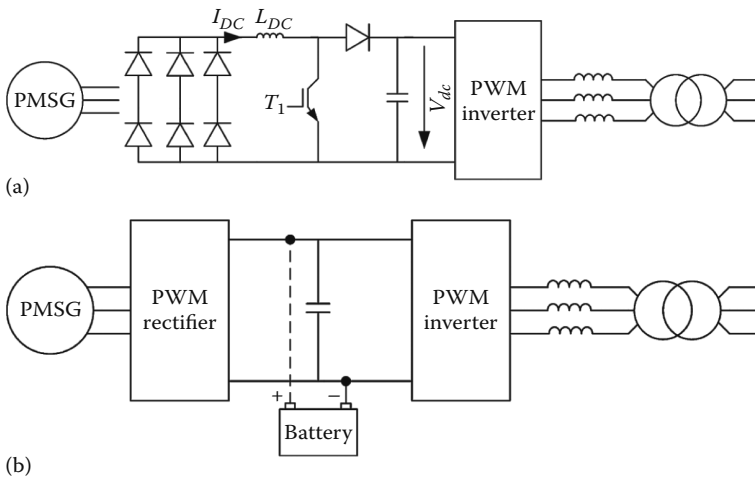 I_DC L_DC
PMSG
T_1
V_dc
PWM
inverter
(a)
PMSG
PWM
rectifier
PWM
inverter
+ −
Battery
(b)